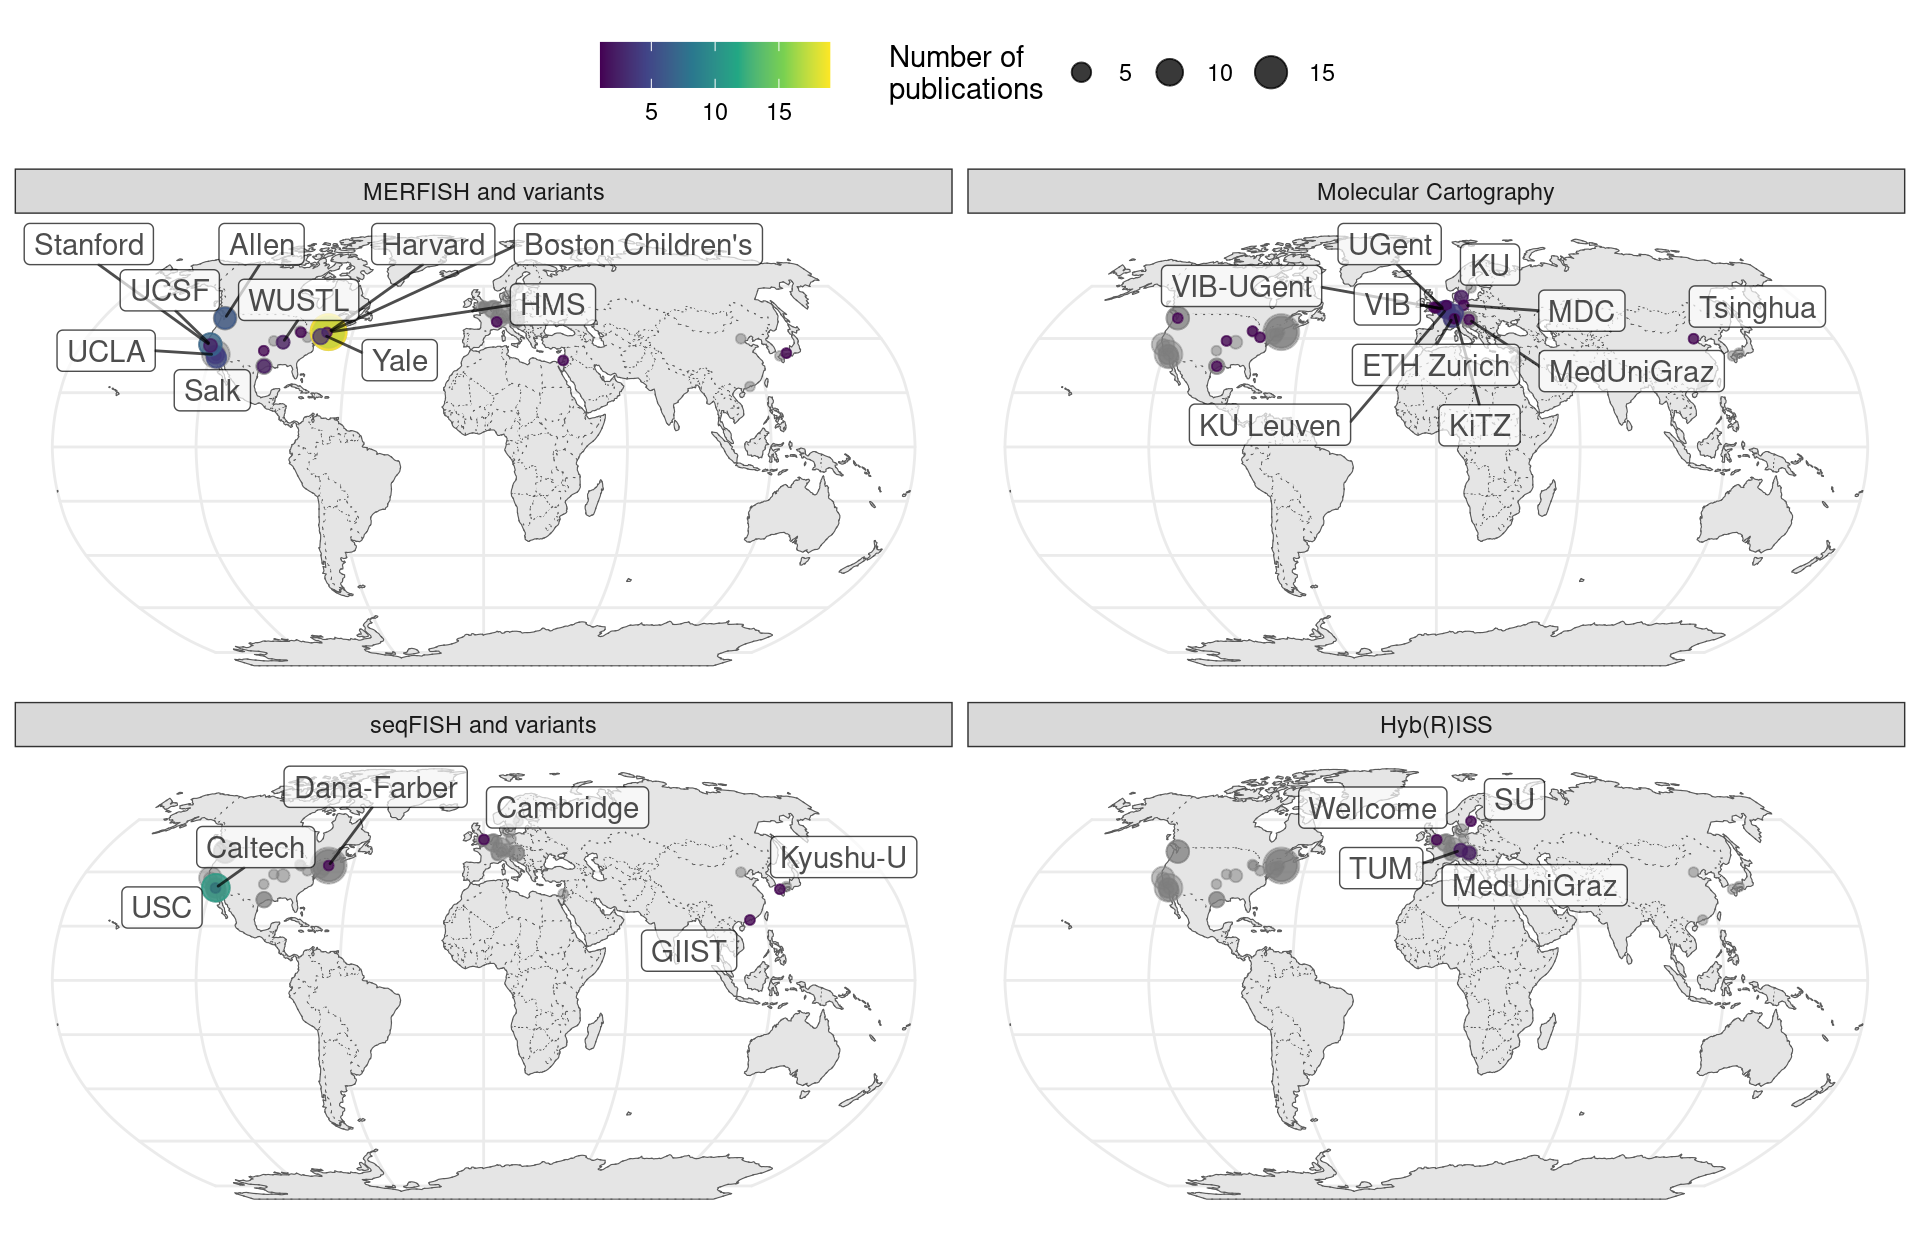 5 10 15
Number of
publications
5 10 15
MERFISH and variants
Stanford
Allen
Harvard
Boston Children's
UCSF
WUSTL
HMS
UCLA
Yale
Salk
Molecular Cartography
UGent
KU
VIB-UGent
VIB
MDC
Tsinghua
ETH Zurich
MedUniGraz
KU Leuven
KiTZ
seqFISH and variants
Dana-Farber
Cambridge
Caltech
Kyushu-U
USC
GIIST
Hyb(R)ISS
Wellcome
SU
TUM
MedUniGraz